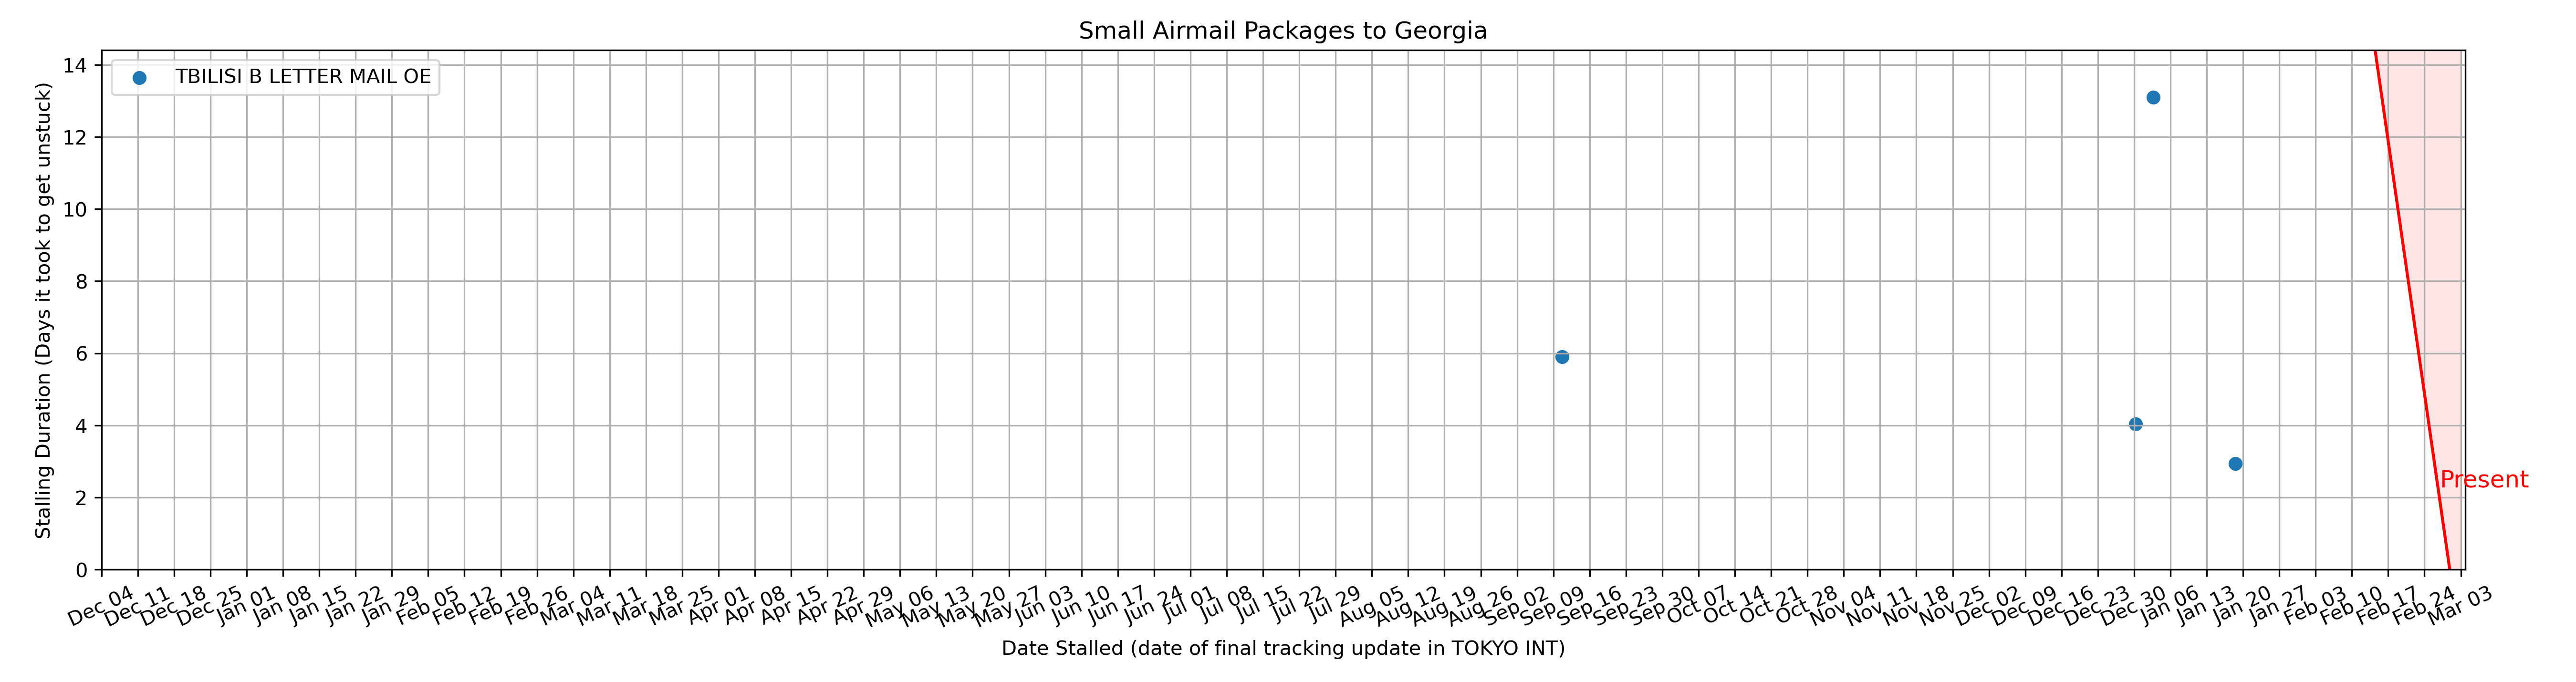 Small Airmail Packages to Georgia
TBILISI B LETTER MAIL OE
Stalling Duration (Days it took to get unstuck)
14
12
10
8
6
4
2
0
Present
Dec 04
Dec 11
Dec 18
Dec 25
Jan 01
Jan 08
Jan 15
Jan 22
Jan 29
Feb 05
Feb 12
Feb 19
Feb 26
Mar 04
Mar 11
Mar 18
Mar 25
Apr 01
Apr 08
Apr 15
Apr 22
Apr 29
May 06
May 13
May 20
May 27
Jun 03
Jun 10
Jun 17
Jun 24
Jul 01
Jul 08
Jul 15
Jul 22
Jul 29
Aug 05
Aug 12
Aug 19
Aug 26
Sep 02
Sep 09
Sep 16
Sep 23
Sep 30
Oct 07
Oct 14
Oct 21
Oct 28
Nov 04
Nov 11
Nov 18
Nov 25
Dec 02
Dec 09
Dec 16
Dec 23
Dec 30
Jan 06
Jan 13
Jan 20
Jan 27
Feb 03
Feb 10
Feb 17
Feb 24
Mar 03
Date Stalled (date of final tracking update in TOKYO INT)